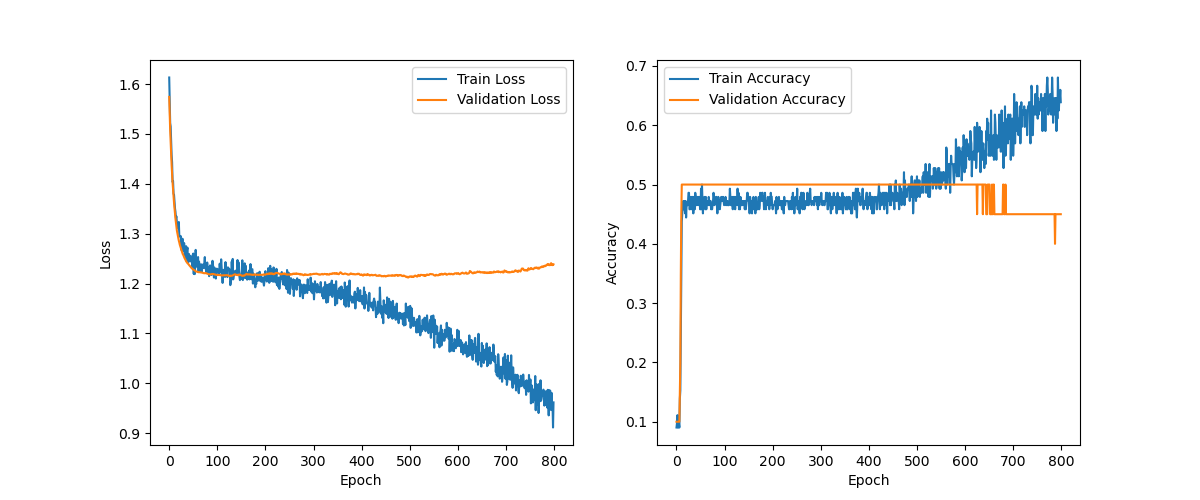 Train Loss
Validation Loss
1.6
1.5
1.4
1.3
1.2
1.1
1.0
0.9
Loss
0 100 200 300 400 500 600 700 800
Epoch
Train Accuracy
Validation Accuracy
0.7
0.6
0.5
0.4
0.3
0.2
0.1
Accuracy
0 100 200 300 400 500 600 700 800
Epoch